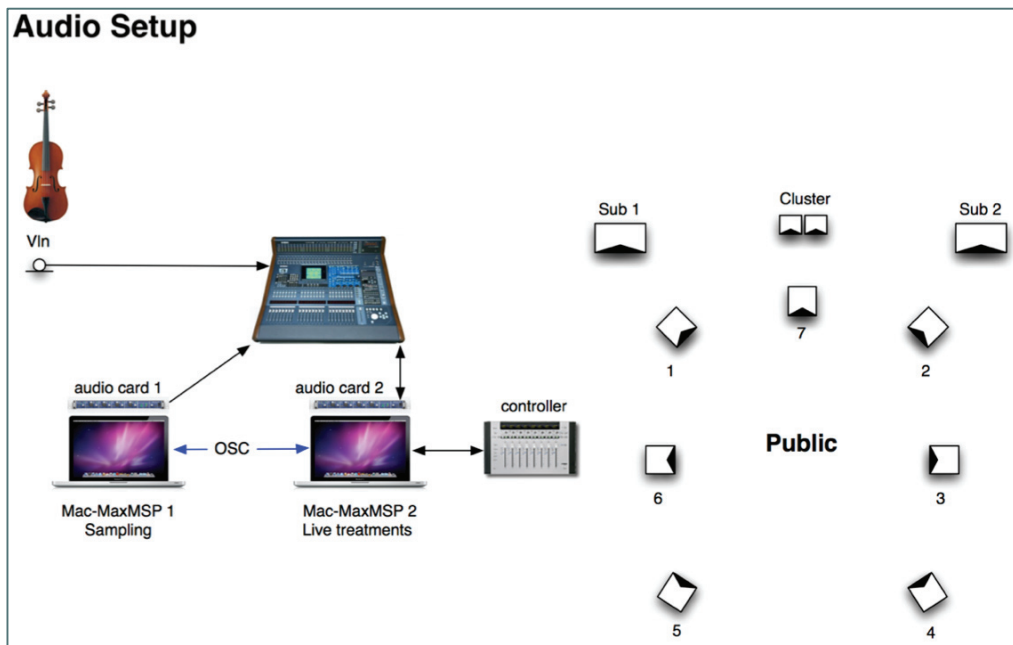 Audio Setup
Vln
audio card 1
audio card 2
controller
OSC
Mac-MaxMSP 1
Sampling
Mac-MaxMSP 2
Live treatments
Sub 1
Cluster
Sub 2
7
1
2
Public
6
3
5
4